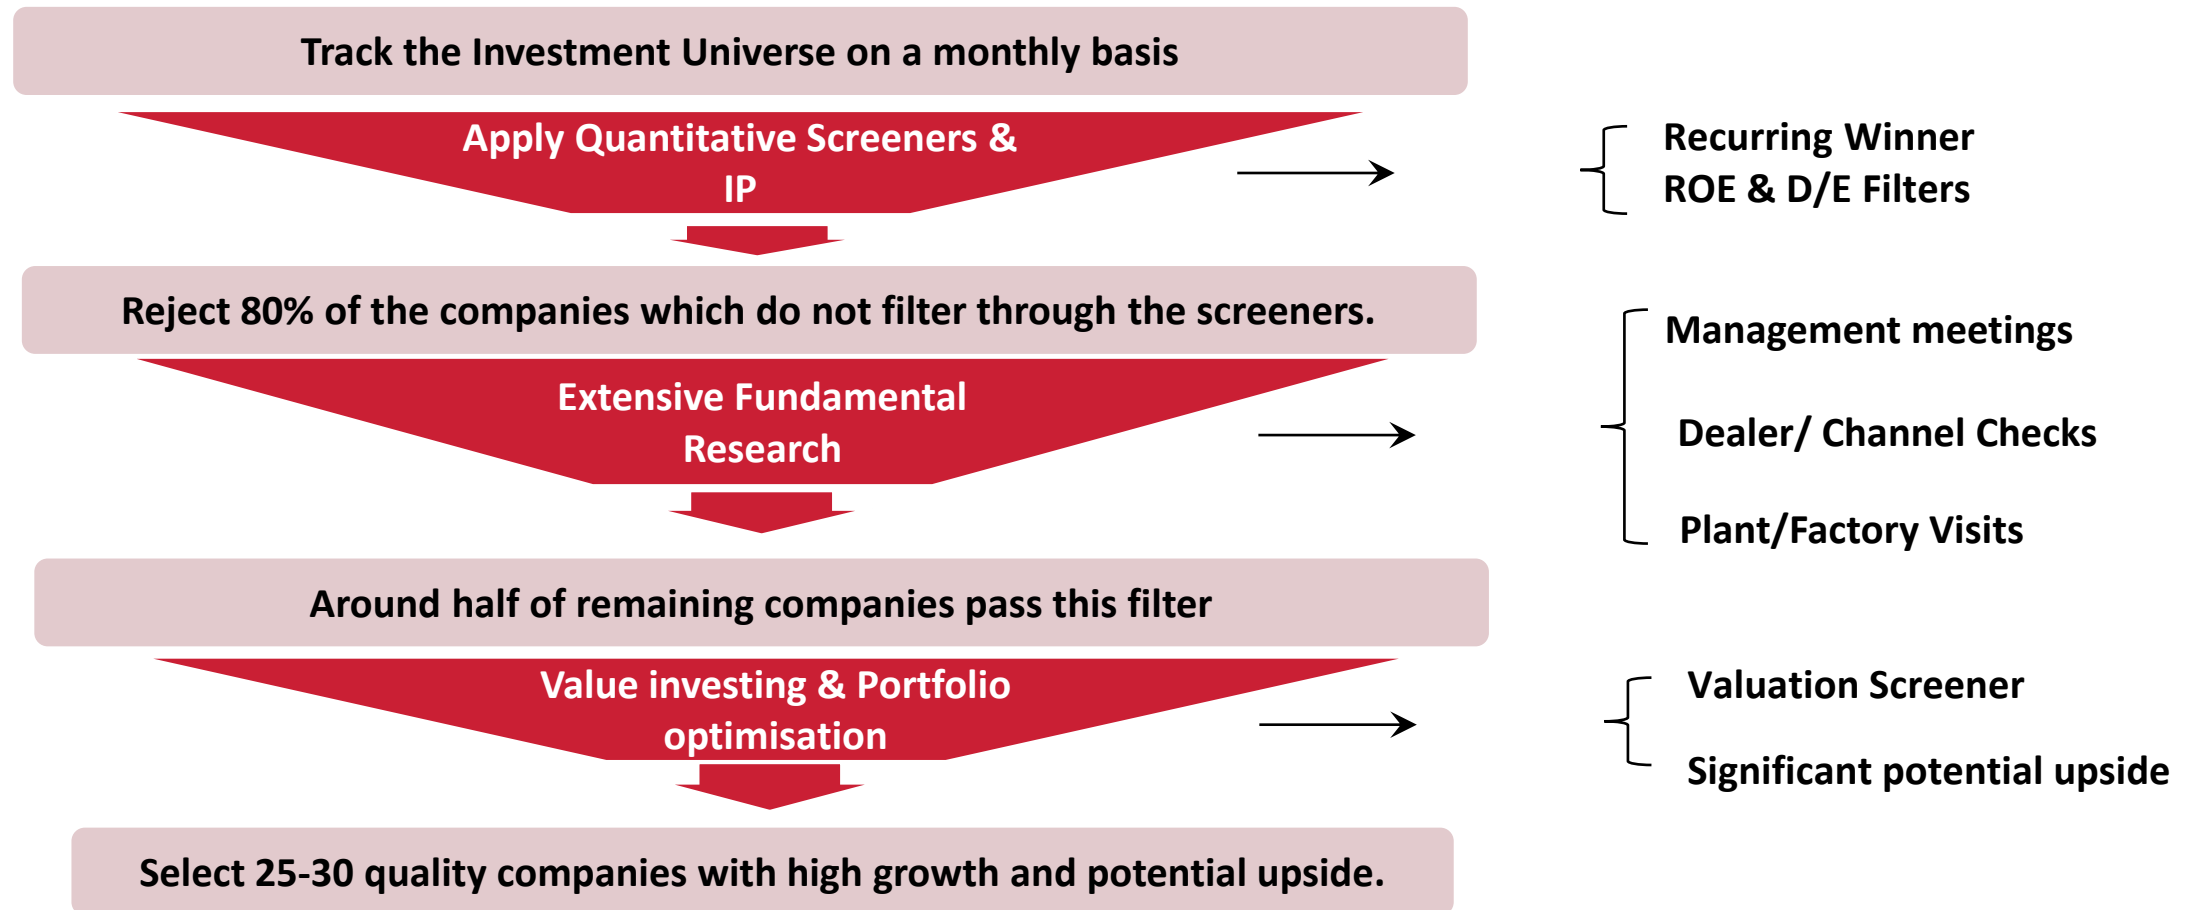 Track the Investment Universe on a monthly basis
Apply Quantitative Screeners &
IP
Recurring Winner
ROE & D/E Filters
Reject 80% of the companies which do not filter through the screeners.
Extensive Fundamental
Research
Management meetings
Dealer/ Channel Checks
Plant/Factory Visits
Around half of remaining companies pass this filter
Value investing & Portfolio
optimisation
Valuation Screener
Significant potential upside
Select 25-30 quality companies with high growth and potential upside.